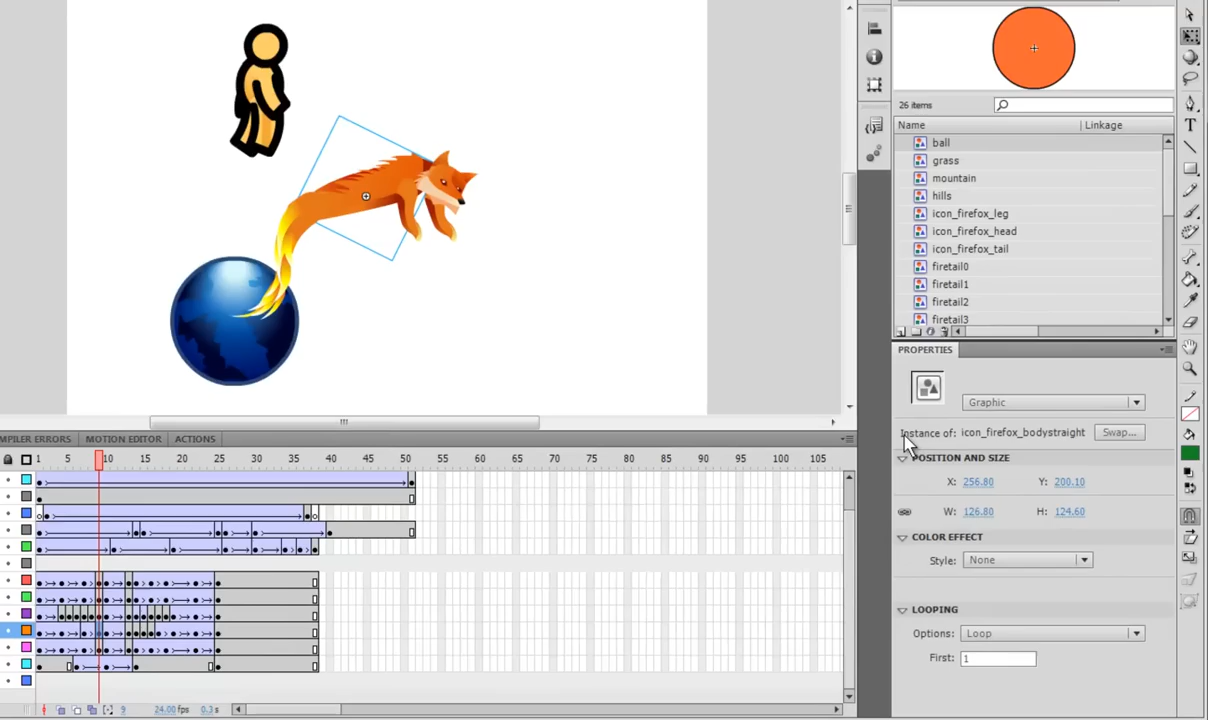 26 items
Name Linkage
ball
grass
mountain
hills
icon_firefox_leg
icon_firefox_head
icon_firefox_tail
firetail0
firetail1
firetail2
firetail3
PROPERTIES
Graphic
Instance of: icon_firefox_bodystraight Swap...
POSITION AND SIZE
X: 256.80 Y: 200.10
W: 126.80 H: 124.60
COLOR EFFECT
Style: None
LOOPING
Options: Loop
First: 1
MPILER ERRORS MOTION EDITOR ACTIONS
1 5 10 15 20 25 30 35 40 45 50 55 60 65 70 75 80 85 90 95 100 105
9 24.00 fps 0.3 s